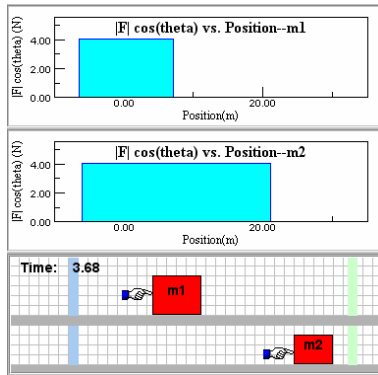 |F| cos(theta) vs. Position--m1
|F| cos(theta) (N)
4.00
2.00
0.00
0.00 20.00
Position(m)
|F| cos(theta) vs. Position--m2
|F| cos(theta) (N)
4.00
2.00
0.00
0.00 20.00
Position(m)
Time: 3.68
m1
m2